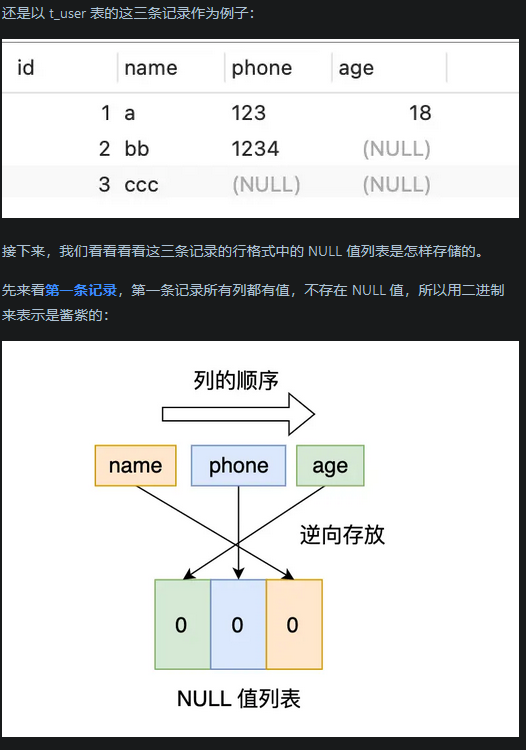 还是以 t_user 表的这三条记录作为例子：
id name phone age
1 a 123 18
2 bb 1234 (NULL)
3 ccc (NULL) (NULL)
接下来，我们看看看看这三条记录的行格式中的 NULL 值列表是怎样存储的。
先来看第一条记录，第一条记录所有列都有值，不存在 NULL 值，所以用二进制
来表示是酱紫的：
列的顺序
name phone age
逆向存放
0 0 0
NULL 值列表